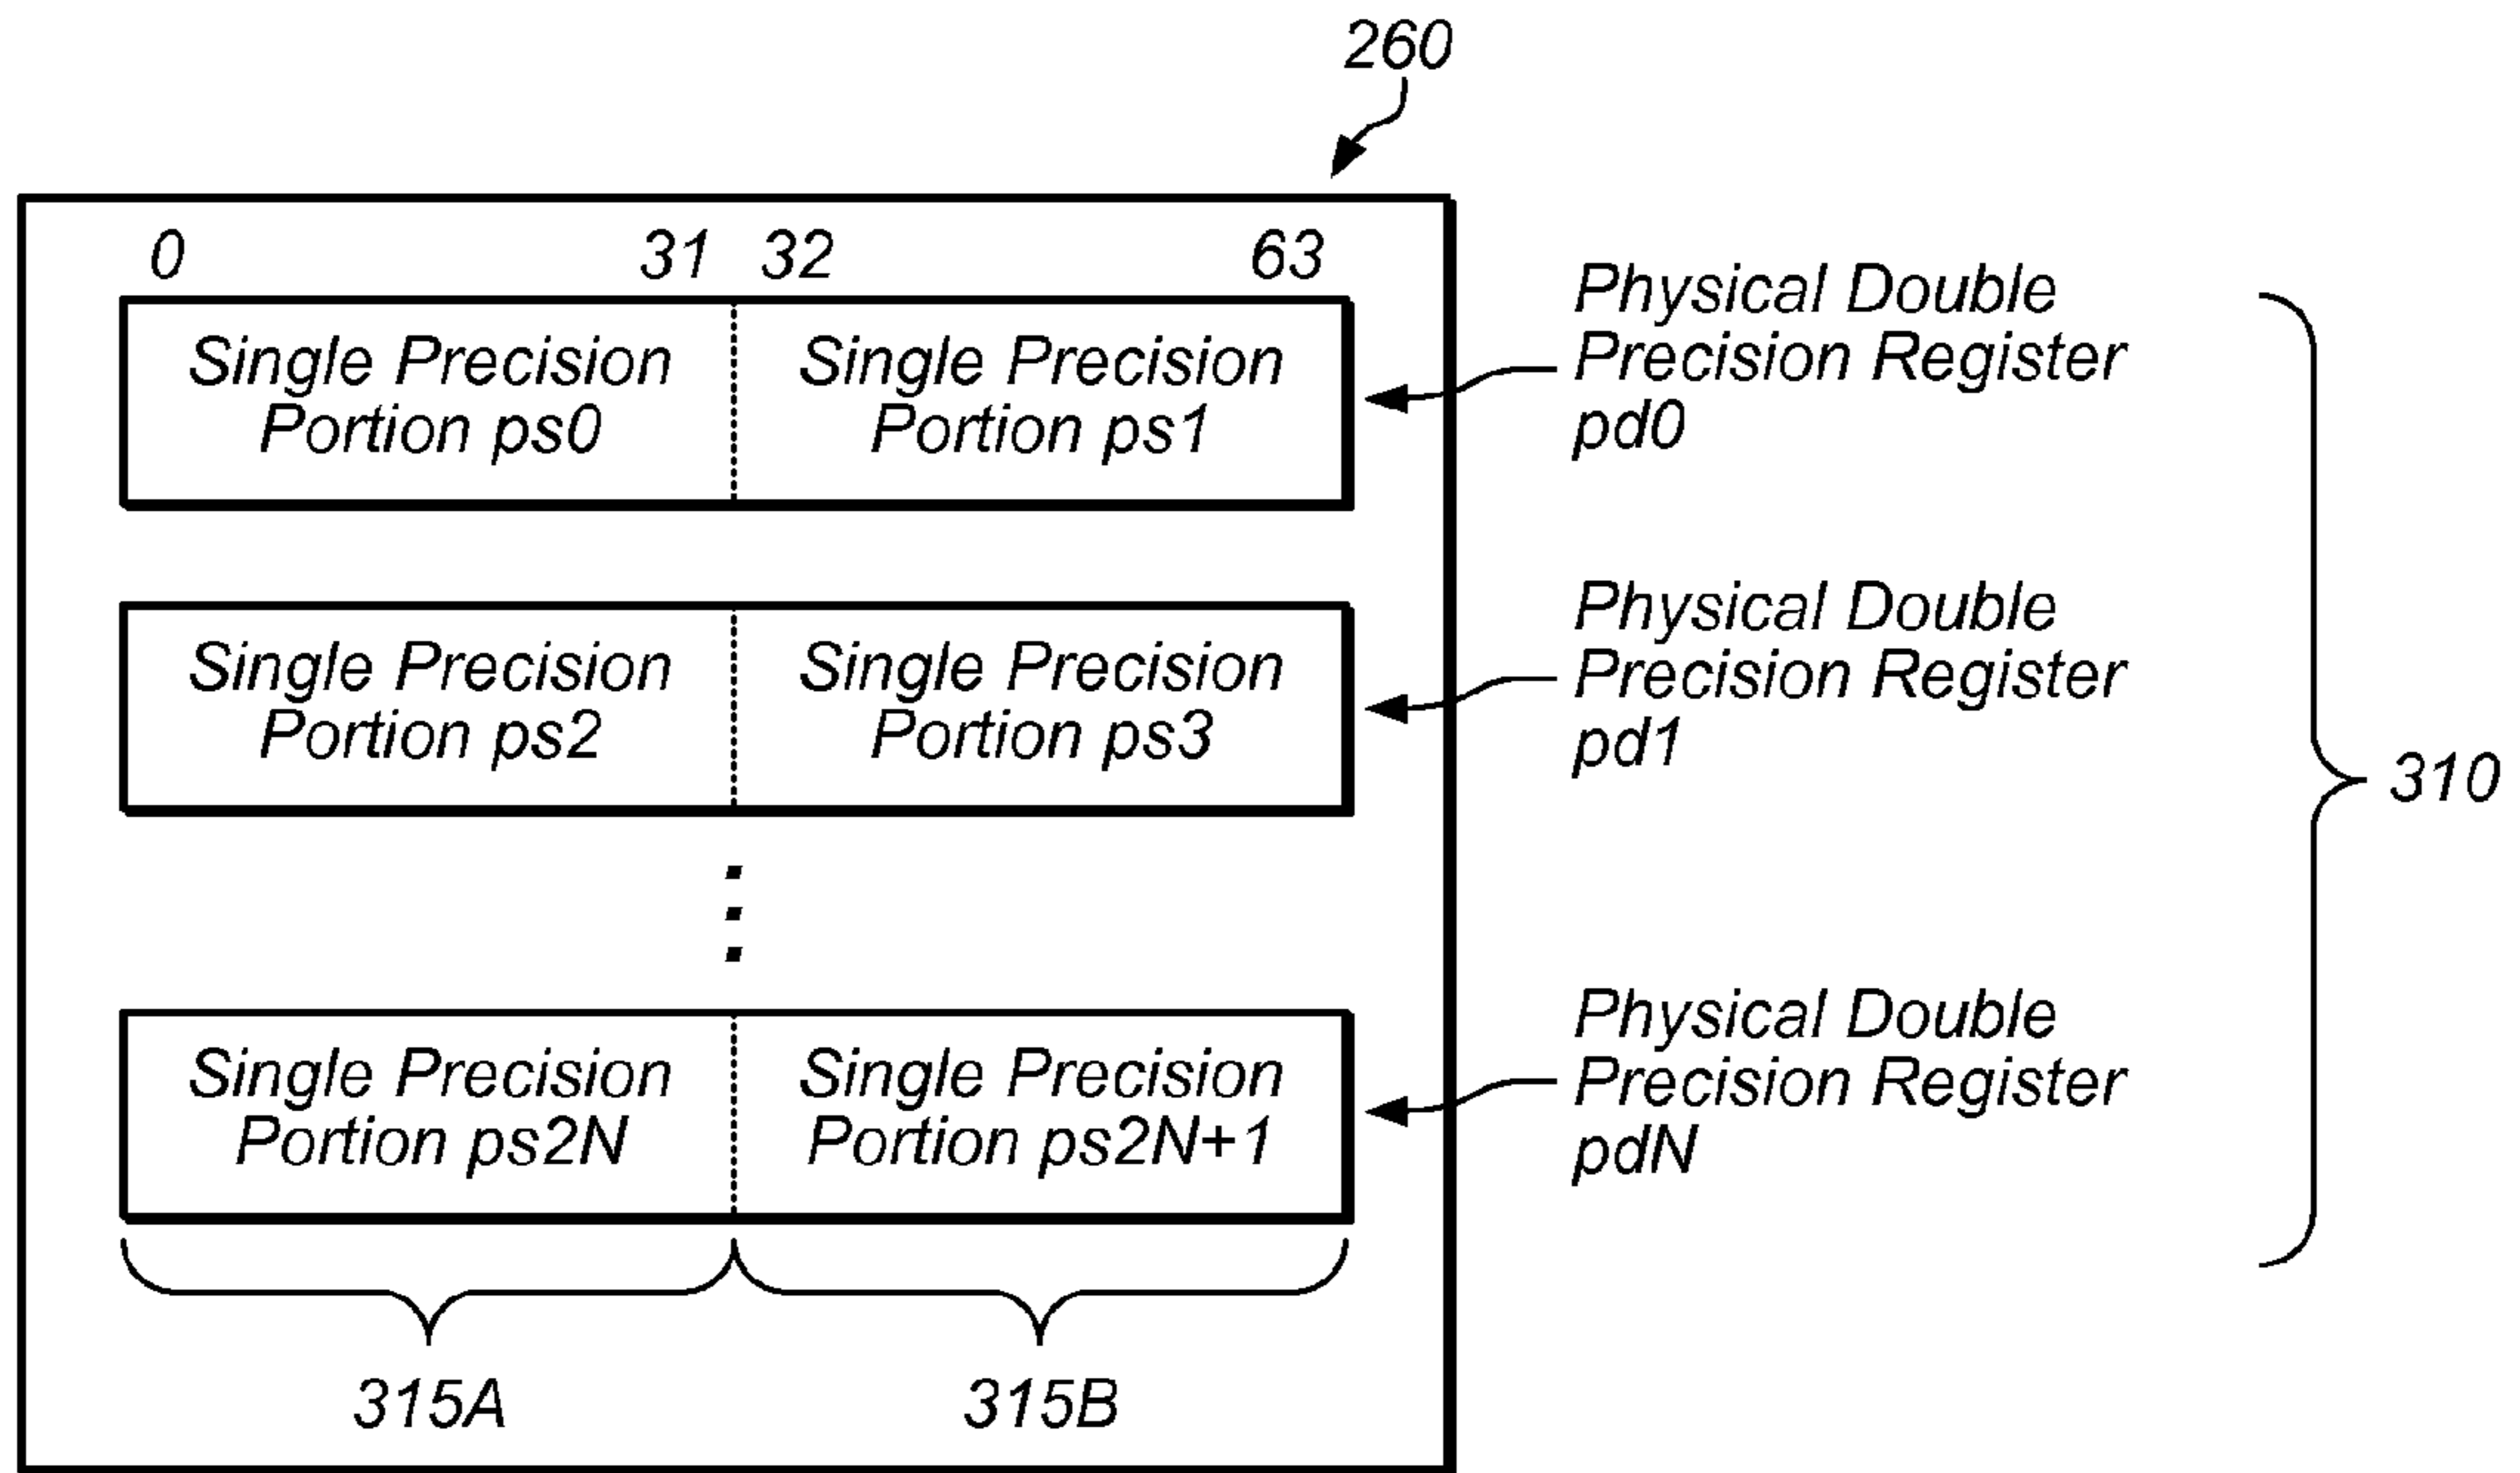 260
0 31 32 63
Single Precision
Portion ps0
Single Precision
Portion ps1
Physical Double
Precision Register
pd0
Single Precision
Portion ps2
Single Precision
Portion ps3
Physical Double
Precision Register
pd1
310
Single Precision
Portion ps2N
Single Precision
Portion ps2N+1
Physical Double
Precision Register
pdN
315A
315B